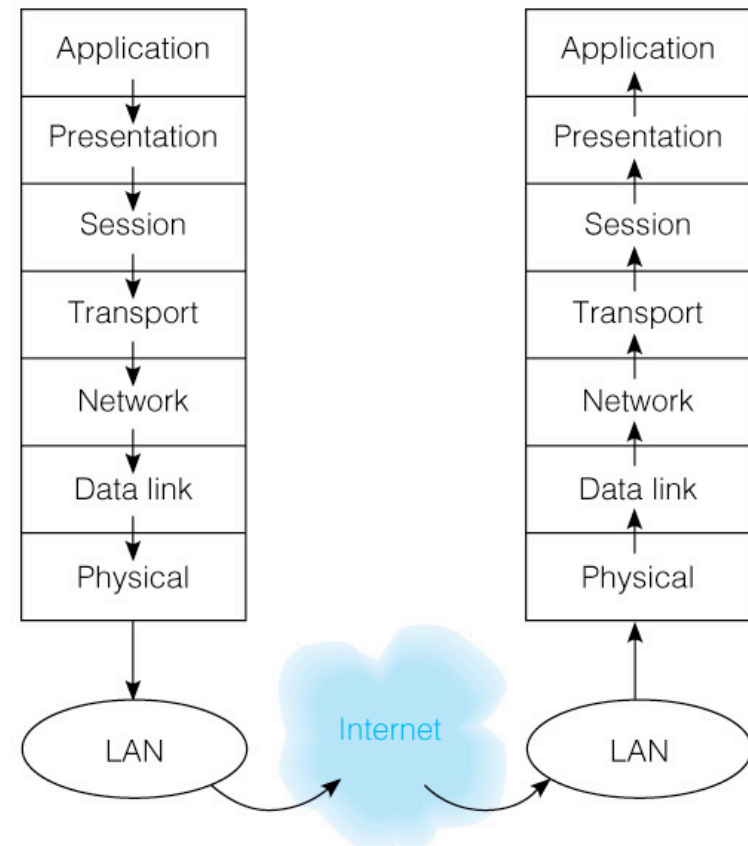 Application
Presentation
Session
Transport
Network
Data link
Physical
LAN
Internet
Application
Presentation
Session
Transport
Network
Data link
Physical
LAN